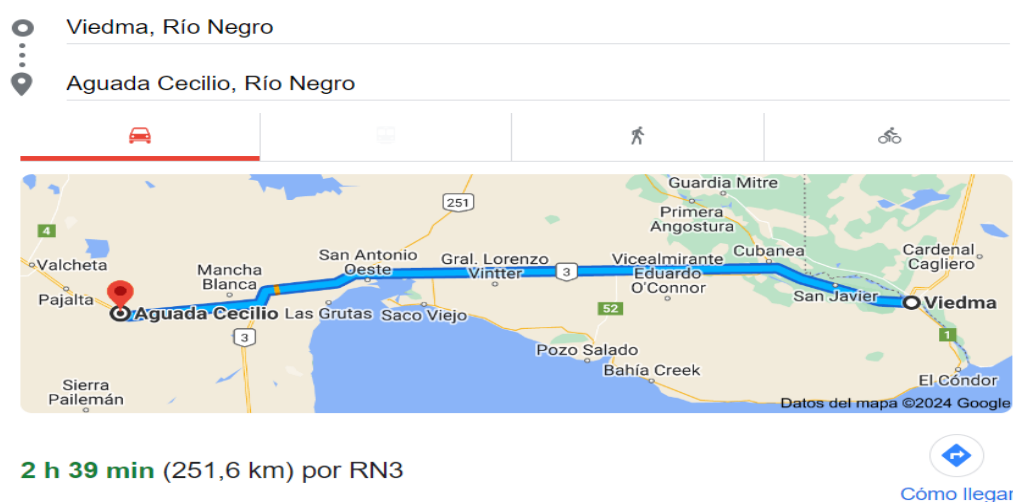 Viedma, Río Negro
Aguada Cecilio, Río Negro
Guardia Mitre
251
Primera
Angostura
4
Cubanea
Cardenal
Cagliero
Valcheta
San Antonio
Oeste
Gral. Lorenzo
Vintter
3
Vicealmirante
Eduardo
O'Connor
Mancha
Blanca
Pajalta
San Javier
Viedma
Aguada Cecilio
Las Grutas
Saco Viejo
52
3
1
Pozo Salado
Bahía Creek
Sierra
Pailemán
El Cóndor
Datos del mapa ©2024 Google
2 h 39 min (251,6 km) por RN3
Cómo llegar